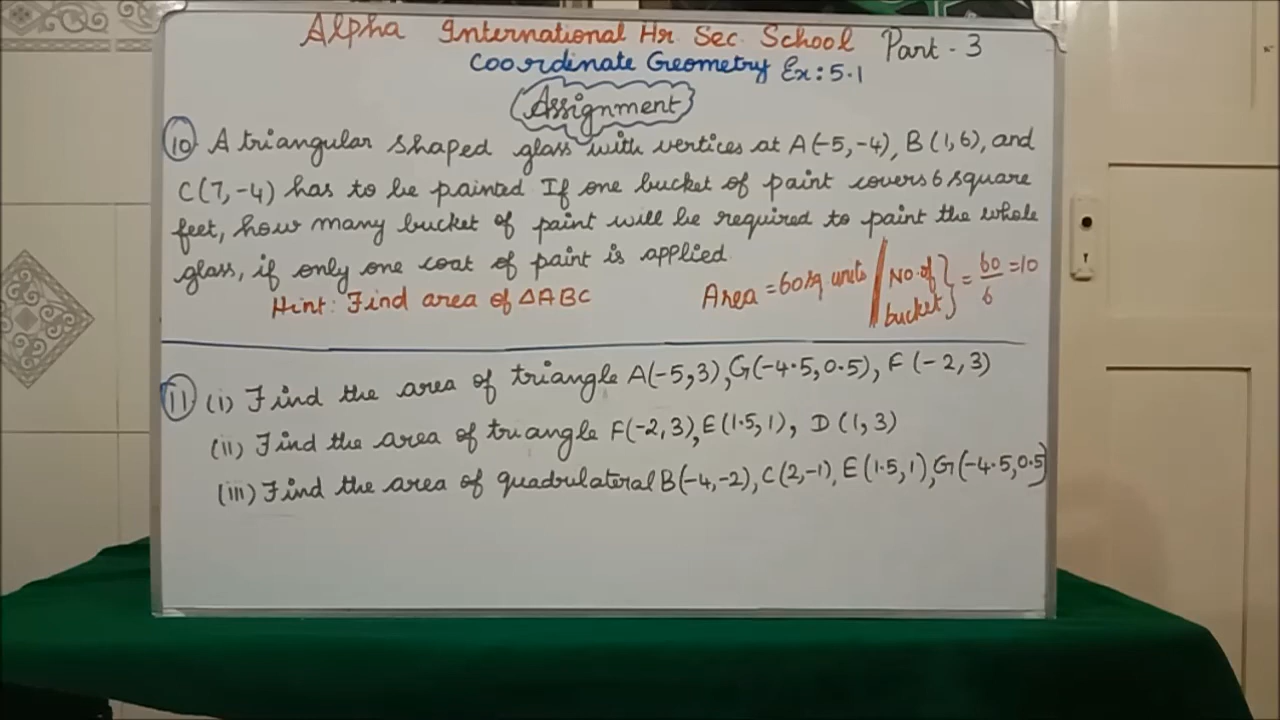 Alpha International Hr. Sec. School Part - 3
Coordinate Geometry Ex: 5.1
Assignment
10 A triangular shaped glass with vertices at A(-5,-4), B(1,6), and
C(7,-4) has to be painted If one bucket of paint covers 6 square
feet, how many bucket of paint will be required to paint the whole
glass, if only one coat of paint is applied
Hint: Find area of ΔABC
Area = 60 sq. units / No. of bucket } = 60/6 = 10
11 (i) Find the area of triangle A(-5,3), G(-4.5,0.5), F(-2,3)
(ii) Find the area of triangle F(-2,3), E(1.5,1), D(1,3)
(iii) Find the area of quadrulateral B(-4,-2), C(2,-1), E(1.5,1), G(-4.5,0.5)